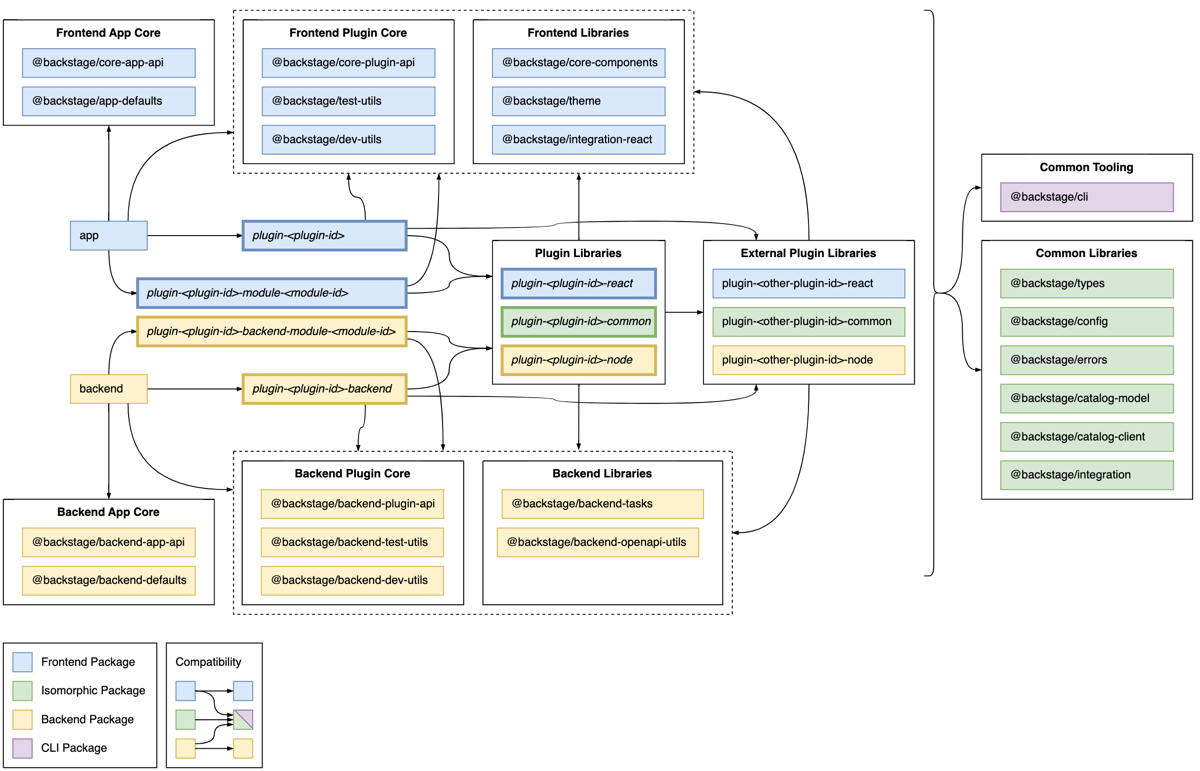 Frontend App Core
@backstage/core-app-api
@backstage/app-defaults
Frontend Plugin Core
@backstage/core-plugin-api
@backstage/test-utils
@backstage/dev-utils
Frontend Libraries
@backstage/core-components
@backstage/theme
@backstage/integration-react
Common Tooling
@backstage/cli
app
plugin-<plugin-id>
plugin-<plugin-id>-module-<module-id>
plugin-<plugin-id>-backend-module-<module-id>
backend
plugin-<plugin-id>-backend
Plugin Libraries
plugin-<plugin-id>-react
plugin-<plugin-id>-common
plugin-<plugin-id>-node
External Plugin Libraries
plugin-<other-plugin-id>-react
plugin-<other-plugin-id>-common
plugin-<other-plugin-id>-node
Common Libraries
@backstage/types
@backstage/config
@backstage/errors
@backstage/catalog-model
@backstage/catalog-client
@backstage/integration
Backend App Core
@backstage/backend-app-api
@backstage/backend-defaults
Backend Plugin Core
@backstage/backend-plugin-api
@backstage/backend-test-utils
@backstage/backend-dev-utils
Backend Libraries
@backstage/backend-tasks
@backstage/backend-openapi-utils
Frontend Package
Isomorphic Package
Backend Package
CLI Package
Compatibility